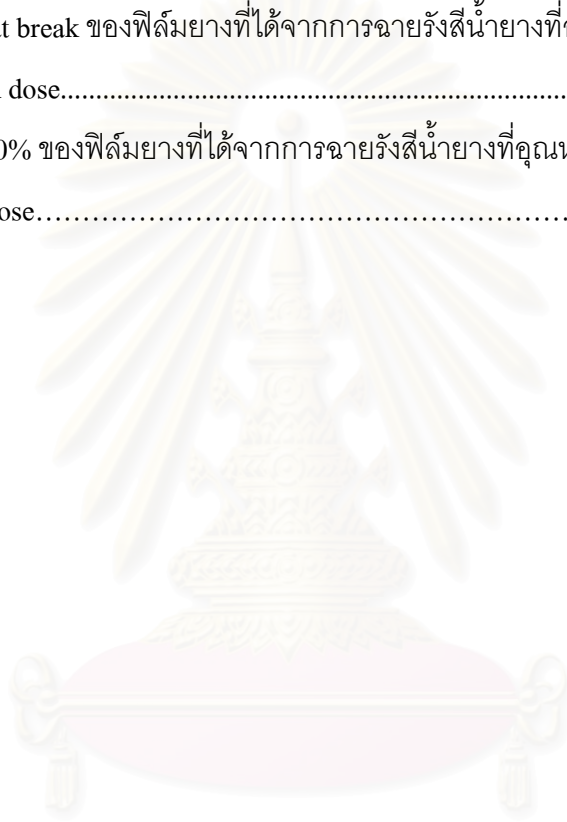 at break ของฟิล์มยางที่ได้จากการฉายรังสีน้ำยางที่
dose..........................................................................................
0% ของฟิล์มยางที่ได้จากการฉายรังสีน้ำยางที่อุณห
ose……………………………………………………